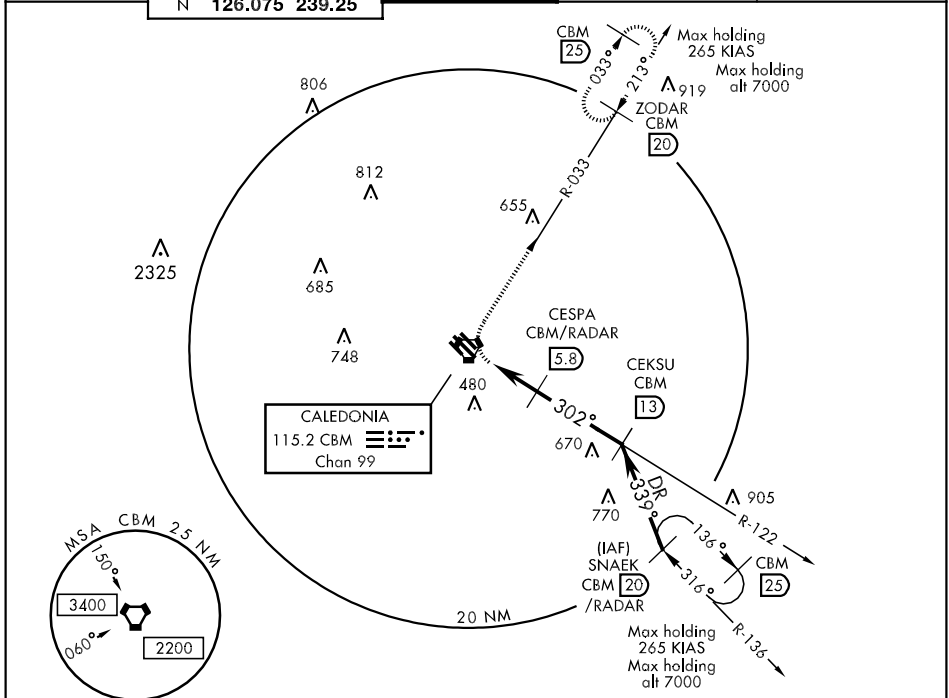 N 126.075 239.25
CBM
25
033°
213°
Max holding
265 KIAS
Max holding
alt 7000
919
ZODAR
CBM
20
R-033
806
812
655
2325
685
748
CESPA
CBM/RADAR
5.8
CEKSU
CBM
13
480
302°
670
CALEDONIA
115.2 CBM
Chan 99
DR
339°
770
905
R-122
136°
(IAF)
SNAEK
CBM 20
/RADAR
316°
CBM
25
R-136
20 NM
Max holding
265 KIAS
Max holding
alt 7000
MSA CBM 25 NM
150°
3400
060°
2200